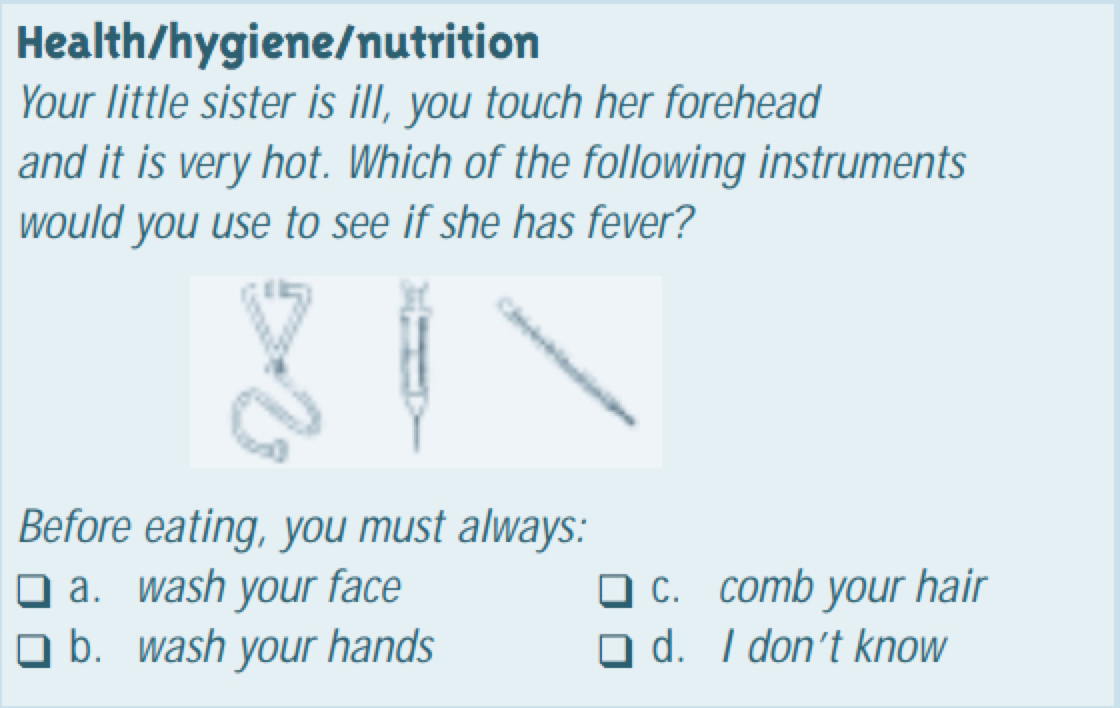 Health/hygiene/nutrition
Your little sister is ill, you touch her forehead
and it is very hot. Which of the following instruments
would you use to see if she has fever?
Before eating, you must always:
❑ a. wash your face
❑ b. wash your hands
❑ c. comb your hair
❑ d. I don't know